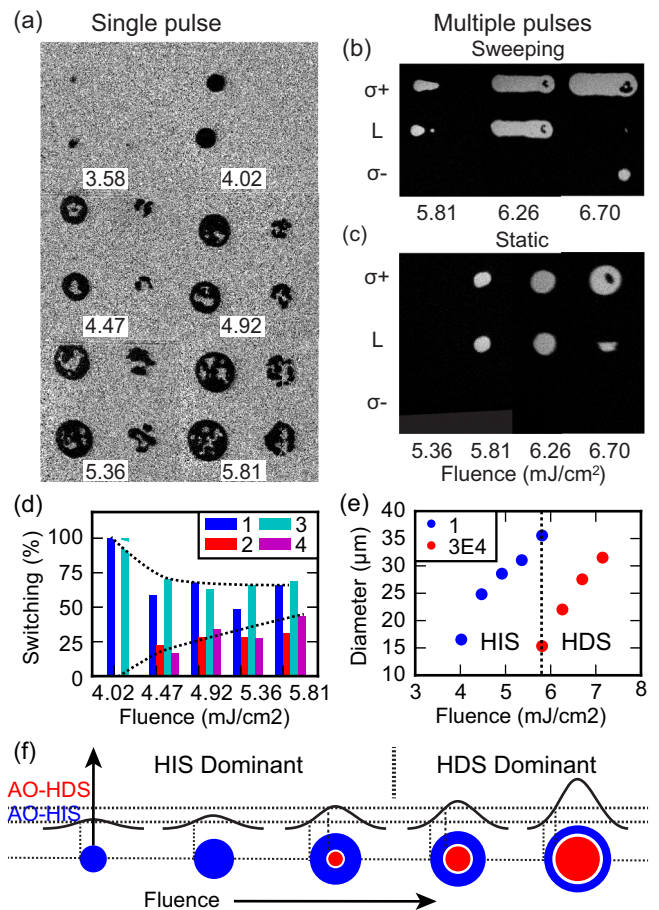 (a) Single pulse
3.58 4.02
4.47 4.92
5.36 5.81
Multiple pulses
(b) Sweeping
σ+
L
σ-
5.81 6.26 6.70
(c) Static
σ+
L
σ-
5.36 5.81 6.26 6.70
Fluence (mJ/cm²)
(d)
Switching (%)
100
75
50
25
0
1 3
2 4
4.02 4.47 4.92 5.36 5.81
Fluence (mJ/cm2)
(e)
Diameter (μm)
40
35
30
25
20
15
10
1
3E4
HIS HDS
3 4 5 6 7 8
Fluence (mJ/cm2)
(f)
HIS Dominant HDS Dominant
AO-HDS
AO-HIS
Fluence